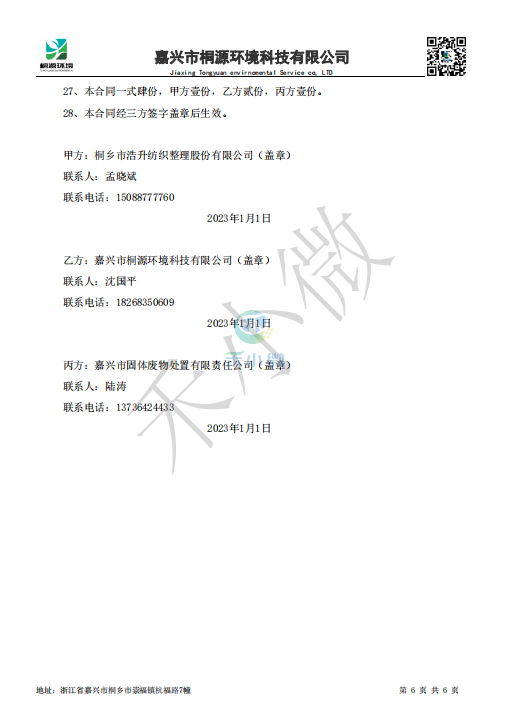 桐源环境
嘉兴市桐源环境科技有限公司
Jiaxing Tongyuan envirnomental Service co, LTD
27、本合同一式肆份，甲方壹份，乙方贰份，丙方壹份。
28、本合同经三方签字盖章后生效。
甲方：桐乡市浩升纺织整理股份有限公司（盖章）
联系人：孟晓斌
联系电话：15088777760
2023年1月1日
乙方：嘉兴市桐源环境科技有限公司（盖章）
联系人：沈国平
联系电话：18268350609
2023年1月1日
丙方：嘉兴市固体废物处置有限责任公司（盖章）
联系人：陆涛
联系电话：13736424433
2023年1月1日
禾小微
禾小微
地址：浙江省嘉兴市桐乡市崇福镇杭福路7幢
第 6 页 共 6 页